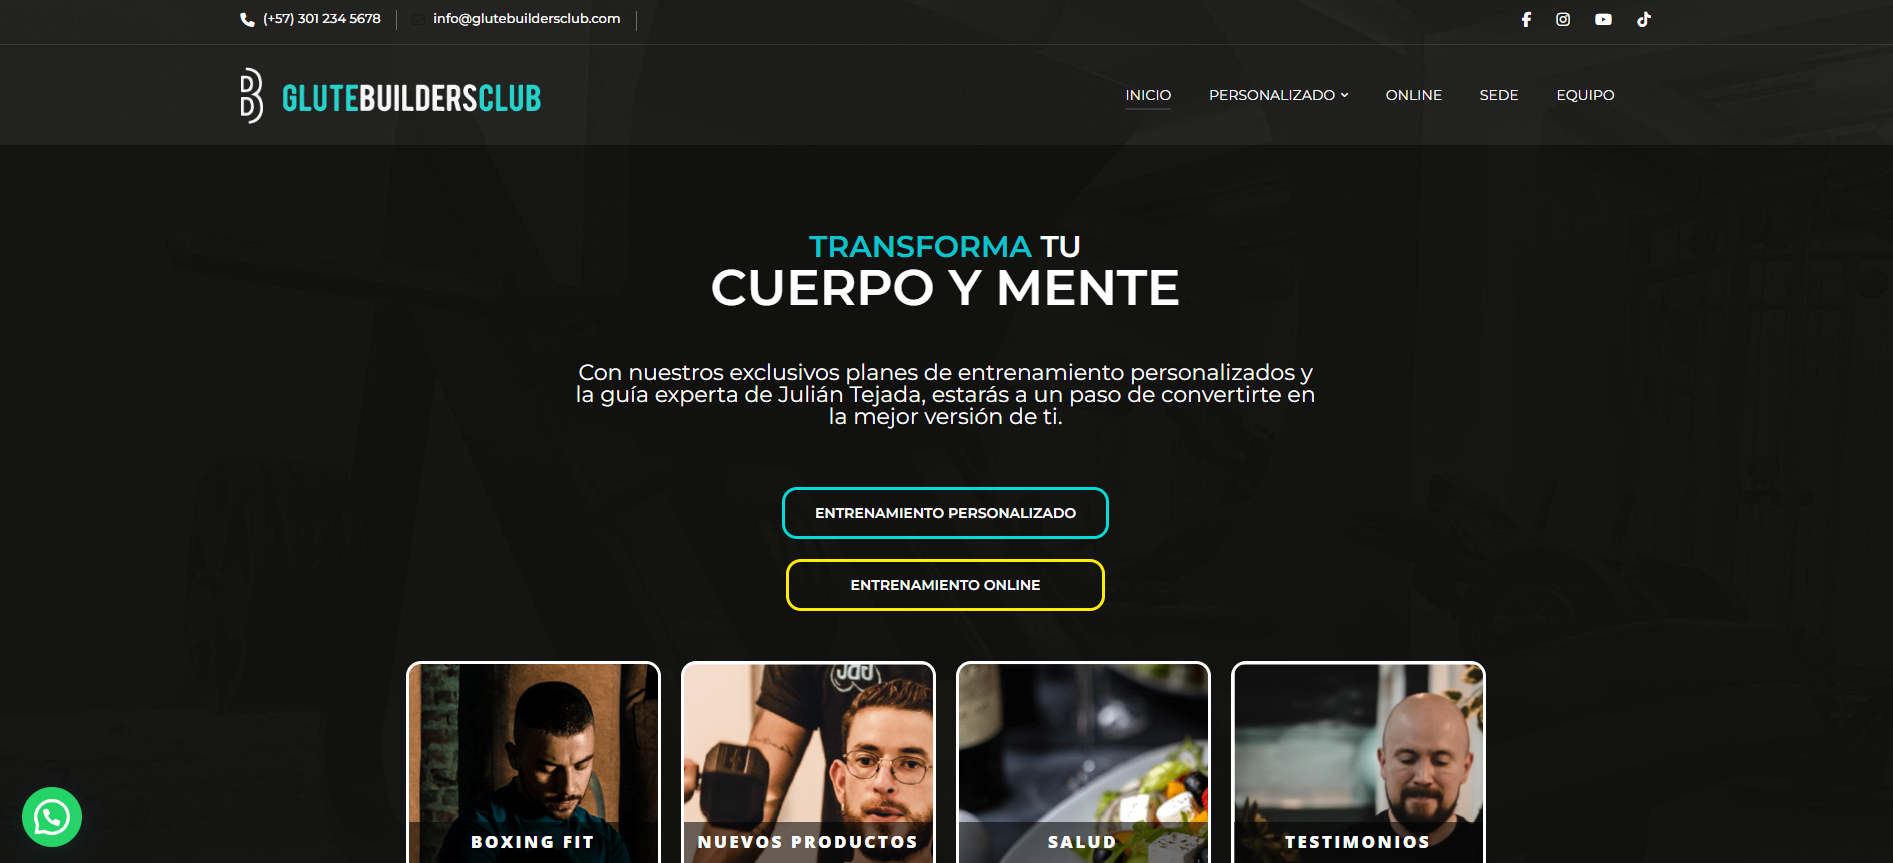 (+57) 301 234 5678
info@glutebuildersclub.com
GLUTEBUILDERSCLUB
INICIO
PERSONALIZADO
ONLINE
SEDE
EQUIPO
TRANSFORMA TU
CUERPO Y MENTE
Con nuestros exclusivos planes de entrenamiento personalizados y
la guía experta de Julián Tejada, estarás a un paso de convertirte en
la mejor versión de ti.
ENTRENAMIENTO PERSONALIZADO
ENTRENAMIENTO ONLINE
BOXING FIT
NUEVOS PRODUCTOS
SALUD
TESTIMONIOS